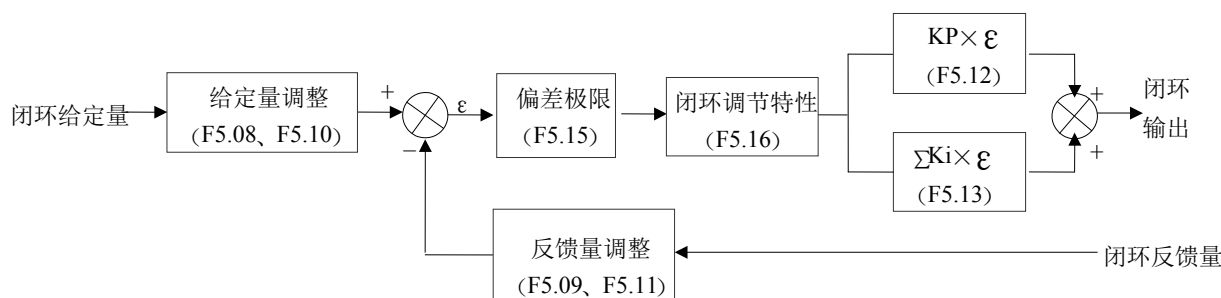 闭环给定量
给定量调整
(F5.08、F5.10)
+
−
ε
偏差极限
(F5.15)
闭环调节特性
(F5.16)
KP×ε
(F5.12)
∑Ki×ε
(F5.13)
+
+
闭环
输出
反馈量调整
(F5.09、F5.11)
闭环反馈量